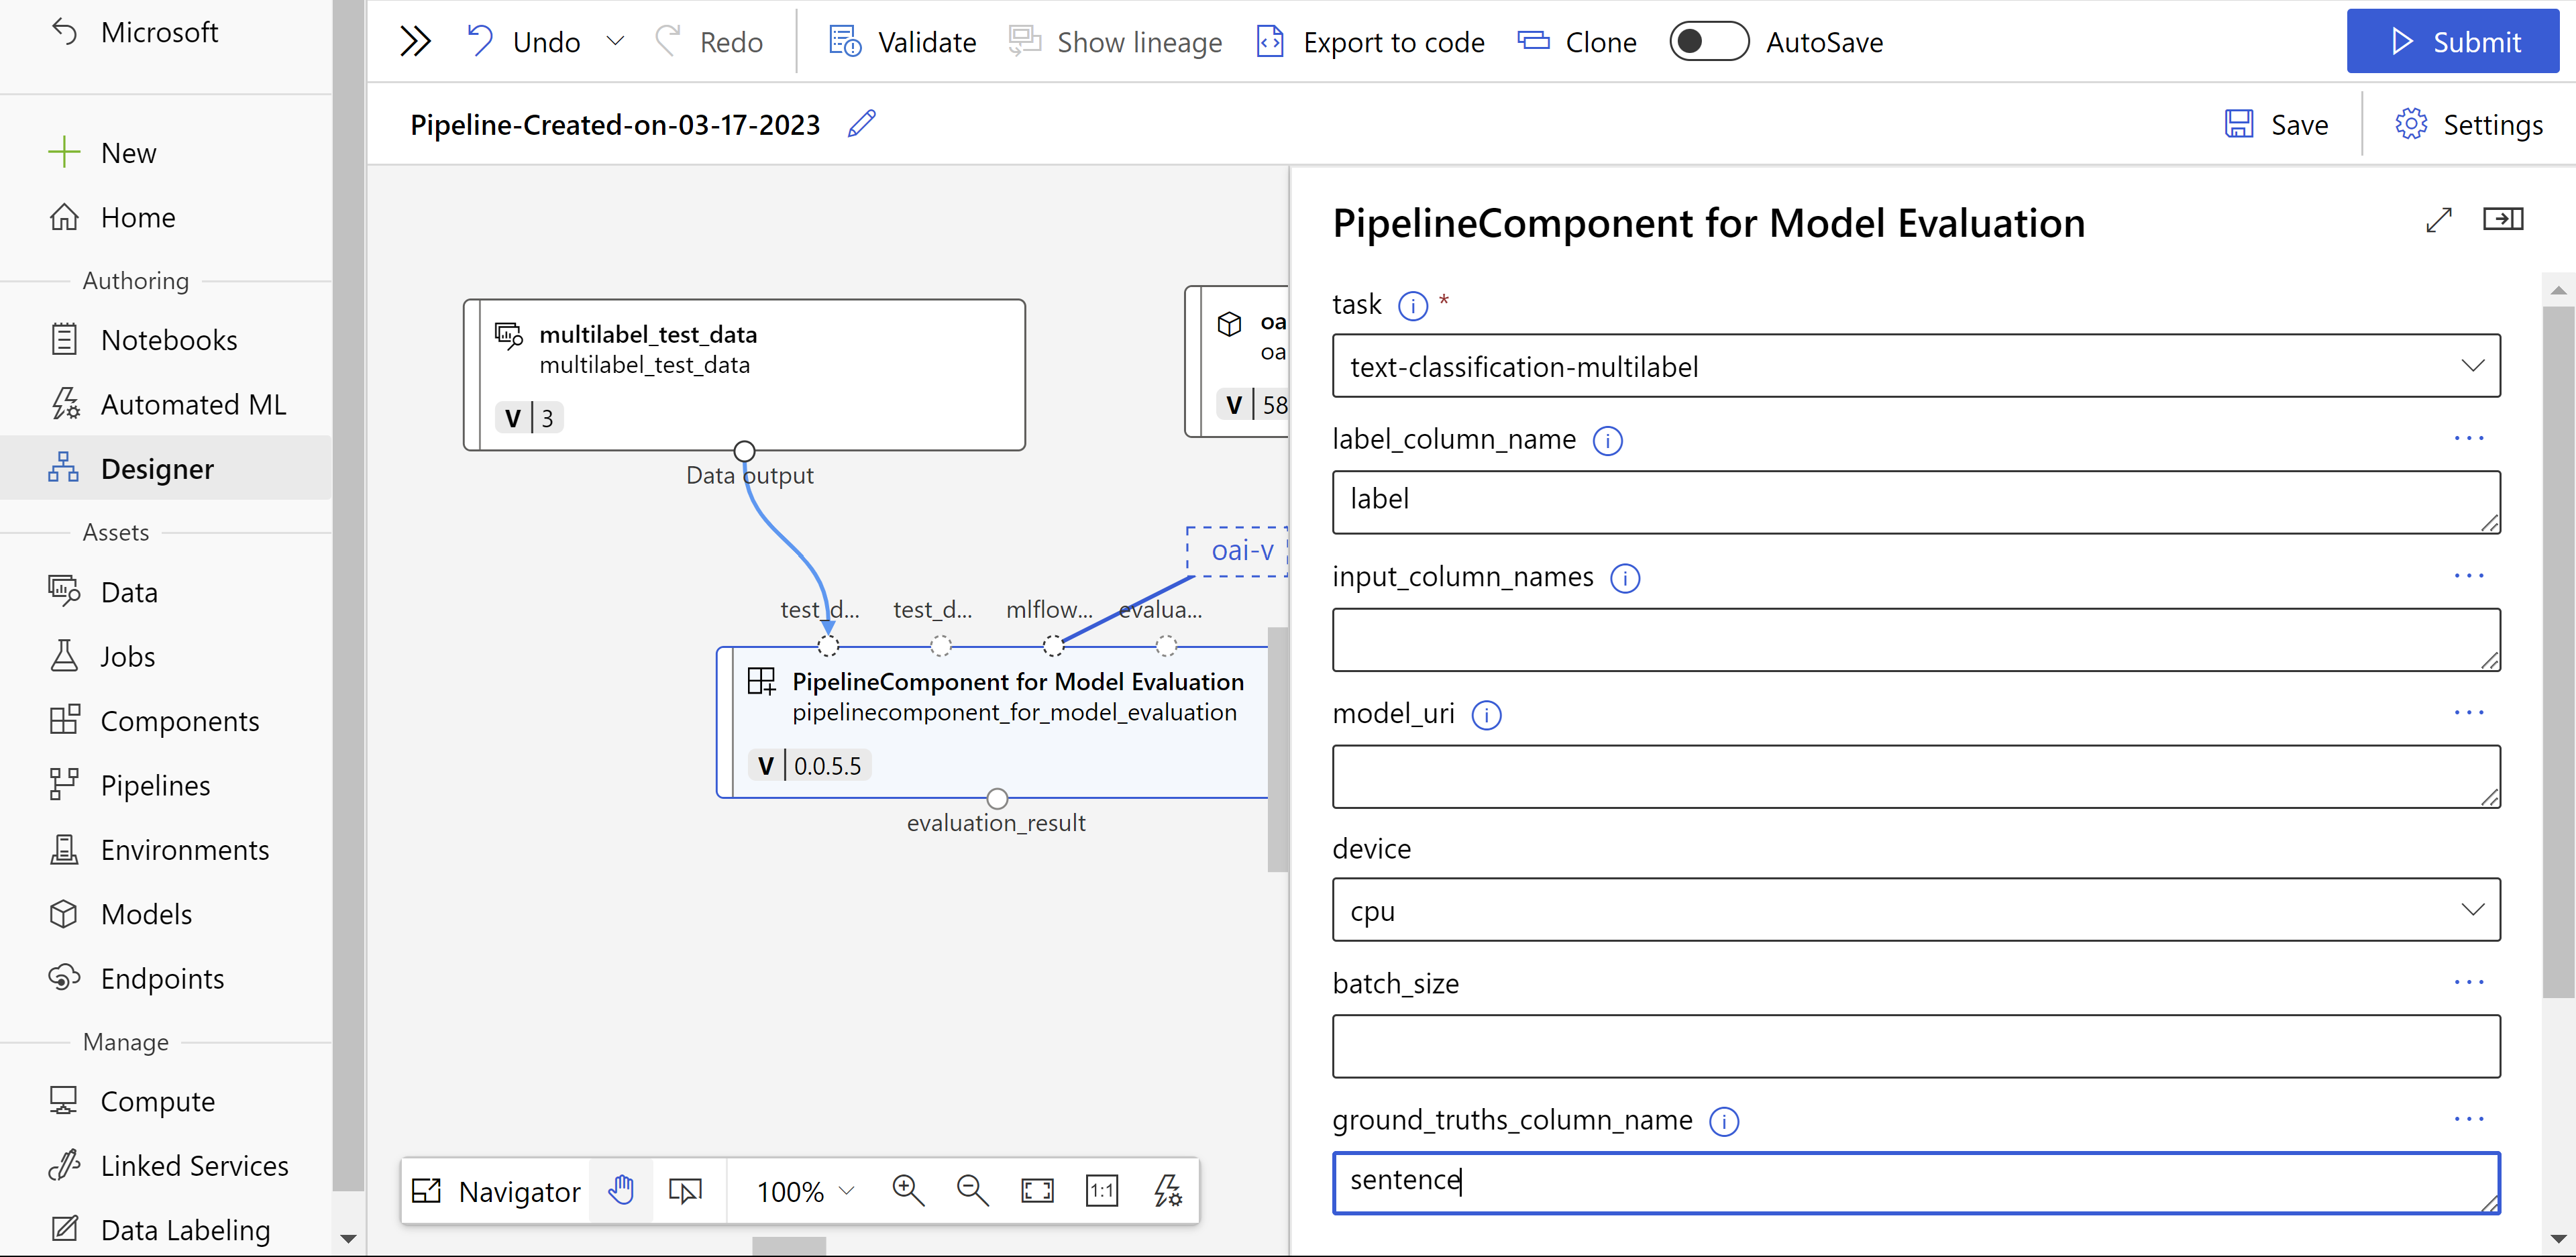 Microsoft
New
Home
Authoring
Notebooks
Automated ML
Designer
Assets
Data
Jobs
Components
Pipelines
Environments
Models
Endpoints
Manage
Compute
Linked Services
Data Labeling
Undo
Redo
Validate
Show lineage
Export to code
Clone
AutoSave
Submit
Pipeline-Created-on-03-17-2023
Save
Settings
multilabel_test_data
multilabel_test_data
V 3
Data output
oa
oa
V 58
oai-v
test_d... test_d... mlflow... evalua...
PipelineComponent for Model Evaluation
pipelinecomponent_for_model_evaluation
V 0.0.5.5
evaluation_result
Navigator
100%
1:1
PipelineComponent for Model Evaluation
task i *
text-classification-multilabel
label_column_name i
label
input_column_names i
model_uri i
device
cpu
batch_size
ground_truths_column_name i
sentence